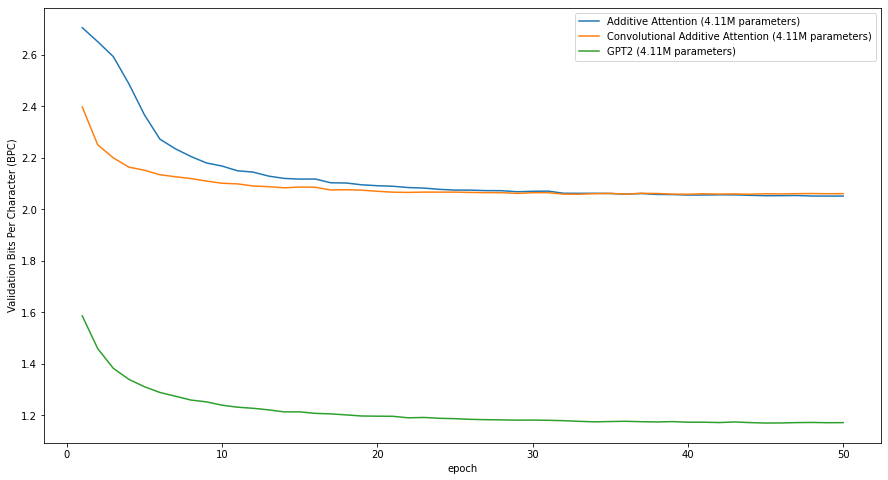 Additive Attention (4.11M parameters)
Convolutional Additive Attention (4.11M parameters)
GPT2 (4.11M parameters)
Validation Bits Per Character (BPC)
2.6
2.4
2.2
2.0
1.8
1.6
1.4
1.2
0
10
20
30
40
50
epoch